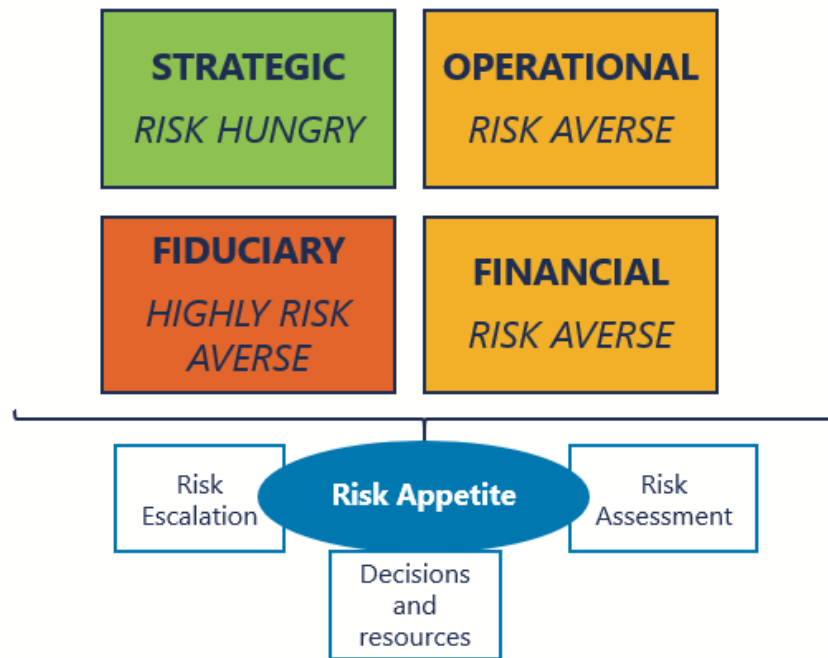 STRATEGIC
RISK HUNGRY
OPERATIONAL
RISK AVERSE
FIDUCIARY
HIGHLY RISK
AVERSE
FINANCIAL
RISK AVERSE
Risk
Escalation
Risk Appetite
Risk
Assessment
Decisions
and
resources